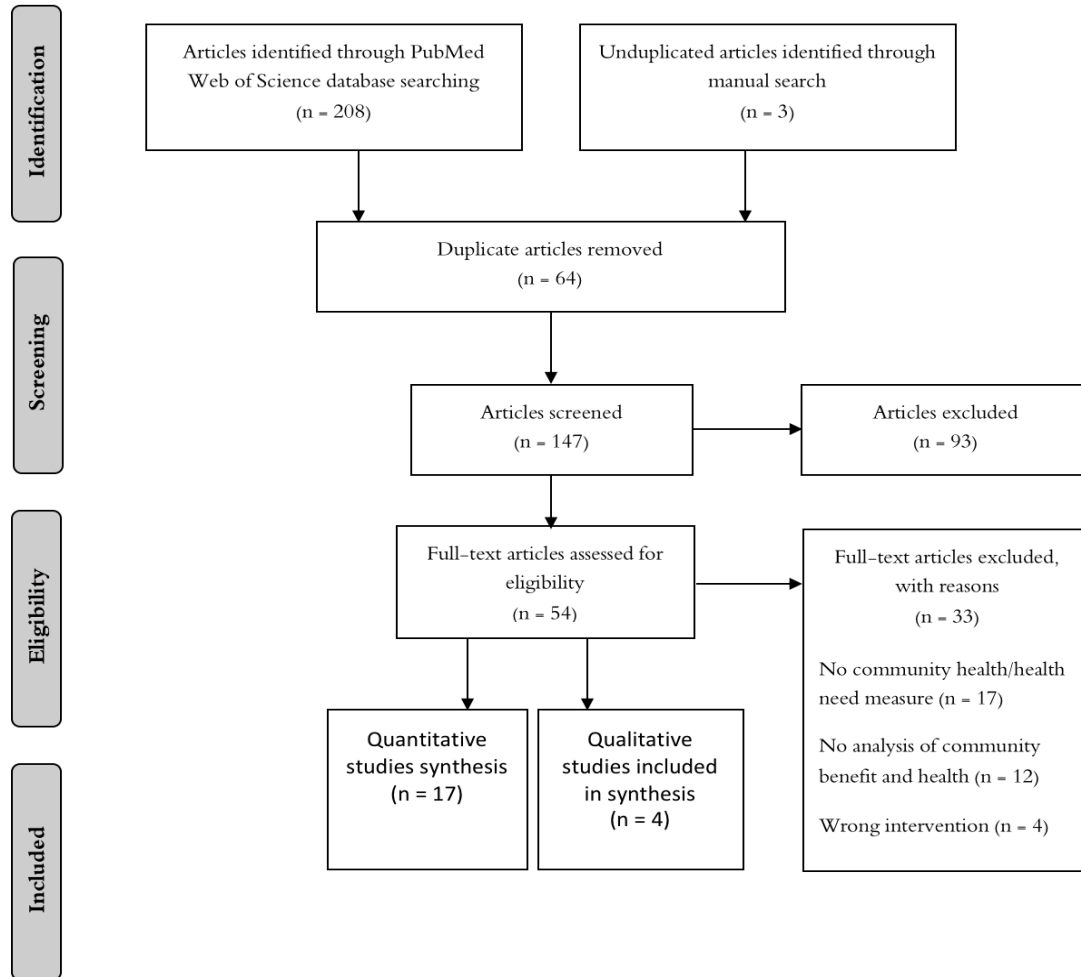 Identification
Articles identified through PubMed
Web of Science database searching
(n = 208)
Unduplicated articles identified through
manual search
(n = 3)
Duplicate articles removed
(n = 64)
Screening
Articles screened
(n = 147)
Articles excluded
(n = 93)
Eligibility
Full-text articles assessed for
eligibility
(n = 54)
Full-text articles excluded,
with reasons
(n = 33)
No community health/health
need measure (n = 17)
No analysis of community
benefit and health (n = 12)
Wrong intervention (n = 4)
Included
Quantitative
studies synthesis
(n = 17)
Qualitative
studies included
in synthesis
(n = 4)